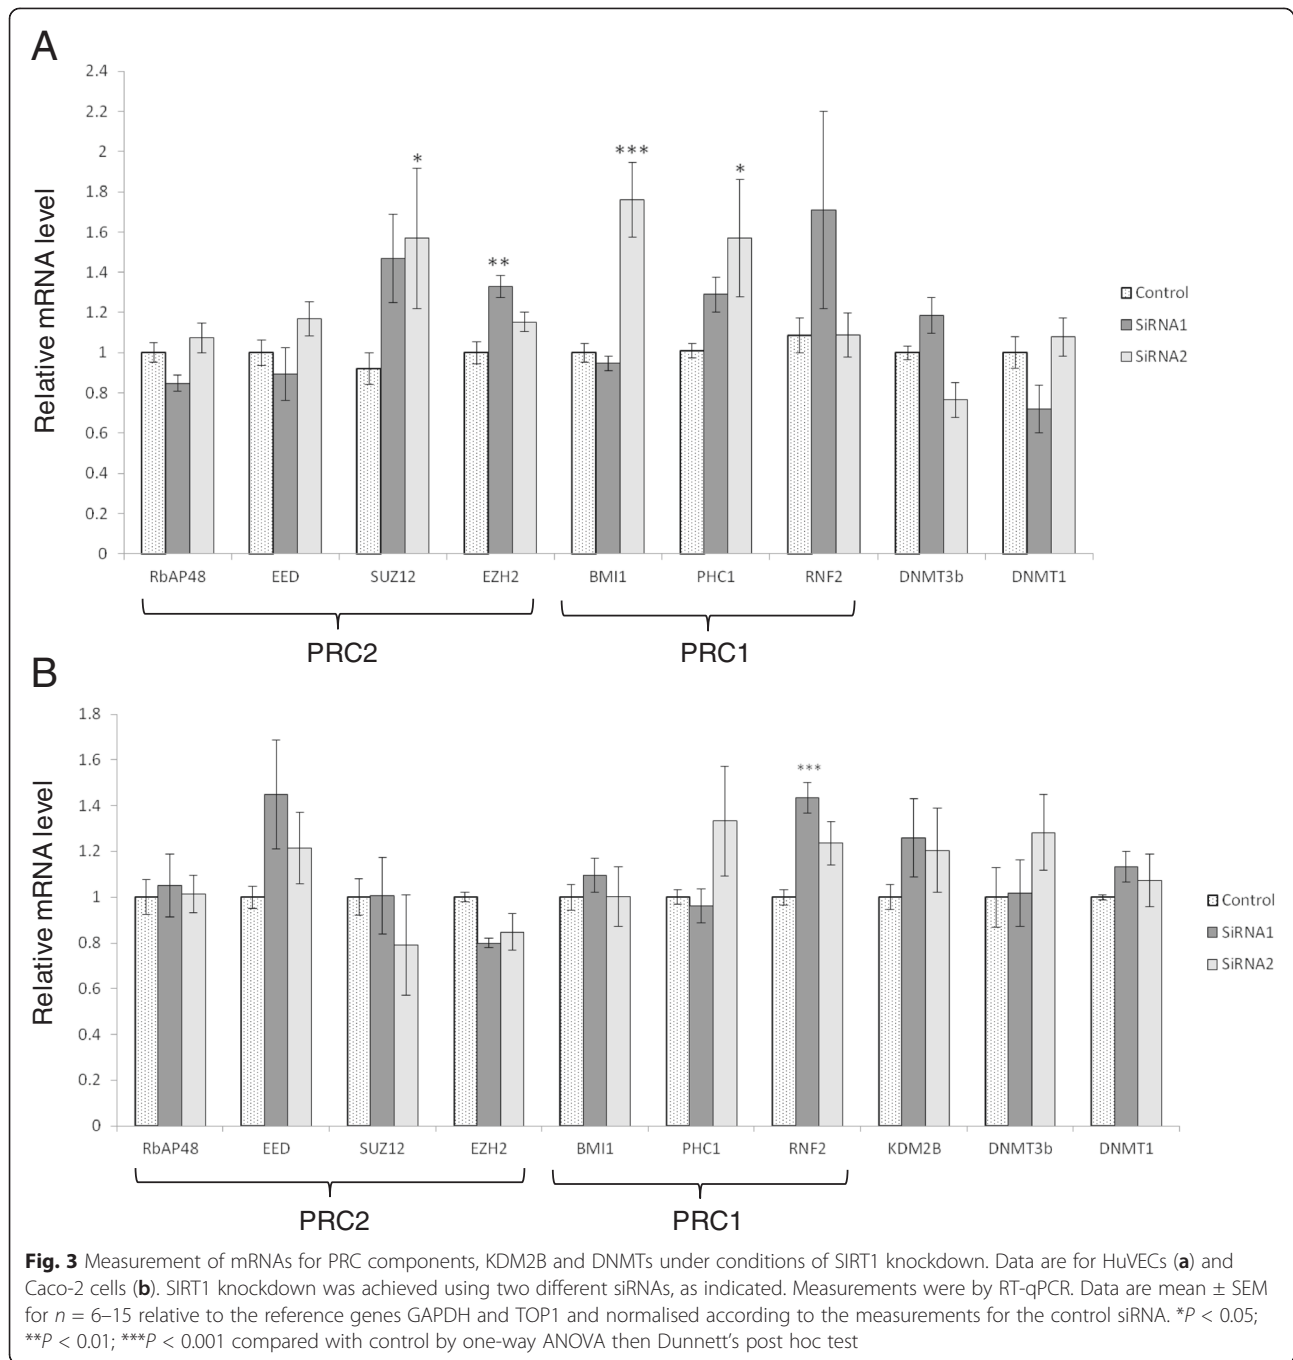 A
2.4
2.2
2
1.8
1.6
1.4
1.2
1
0.8
0.6
0.4
0.2
0
Relative mRNA level
*
**
***
*
Control
SiRNA1
SiRNA2
RbAP48 EED SUZ12 EZH2 BMI1 PHC1 RNF2 DNMT3b DNMT1
PRC2 PRC1
B
1.8
1.6
1.4
1.2
1
0.8
0.6
0.4
0.2
0
Relative mRNA level
***
Control
SiRNA1
SiRNA2
RbAP48 EED SUZ12 EZH2 BMI1 PHC1 RNF2 KDM2B DNMT3b DNMT1
PRC2 PRC1
Fig. 3 Measurement of mRNAs for PRC components, KDM2B and DNMTs under conditions of SIRT1 knockdown. Data are for HuVECs (a) and
Caco-2 cells (b). SIRT1 knockdown was achieved using two different siRNAs, as indicated. Measurements were by RT-qPCR. Data are mean ± SEM
for n = 6–15 relative to the reference genes GAPDH and TOP1 and normalised according to the measurements for the control siRNA. *P < 0.05;
**P < 0.01; ***P < 0.001 compared with control by one-way ANOVA then Dunnett's post hoc test